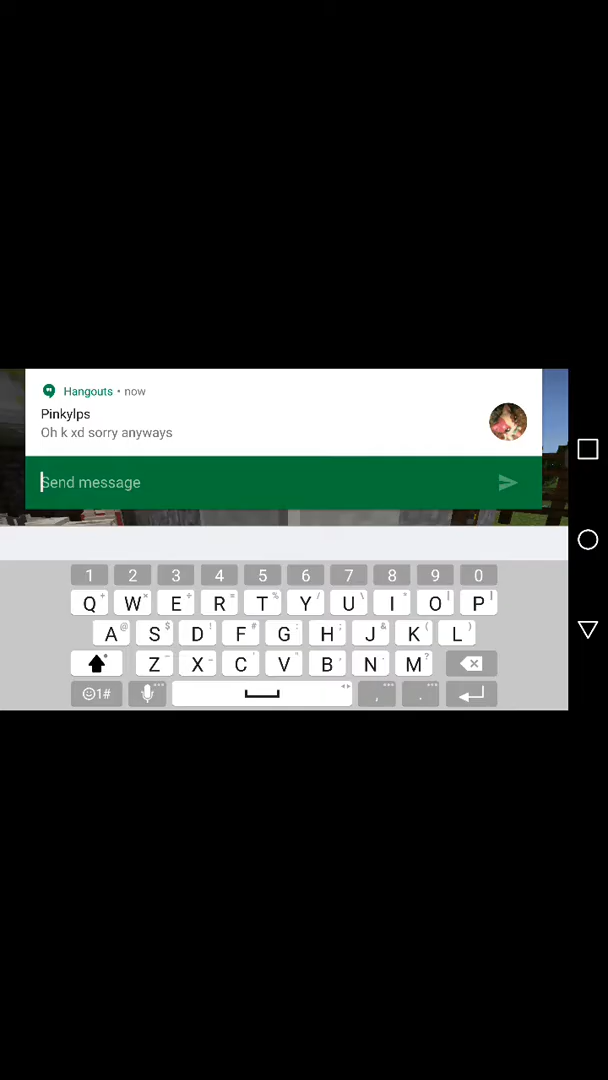 Hangouts • now
Pinkylps
Oh k xd sorry anyways
Send message
1 2 3 4 5 6 7 8 9 0
Q W E R T Y U I O P
A S D F G H J K L
Z X C V B N M
1# , .